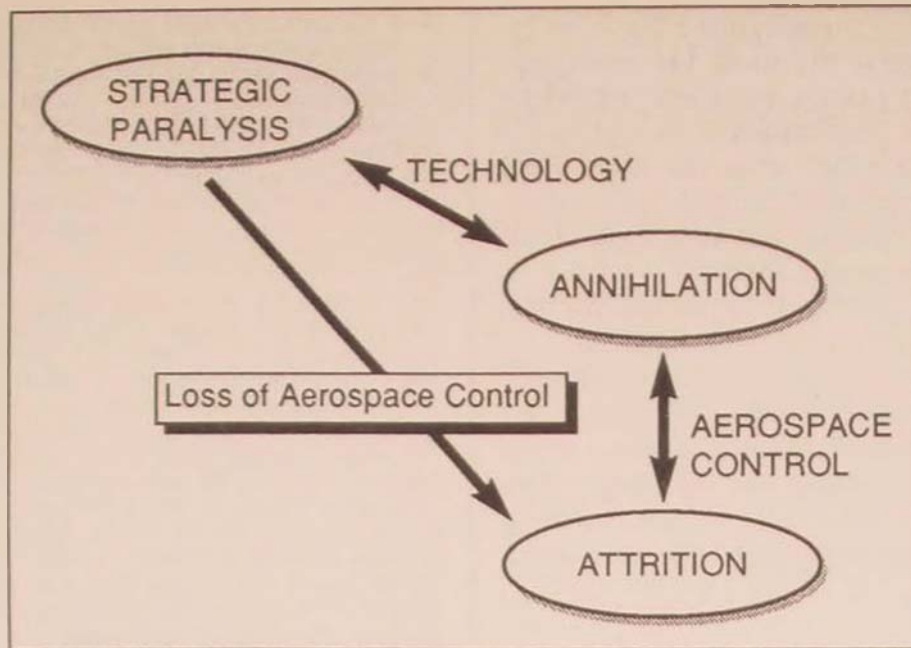 STRATEGIC
PARALYSIS
TECHNOLOGY
ANNIHILATION
Loss of Aerospace Control
AEROSPACE
CONTROL
ATTRITION